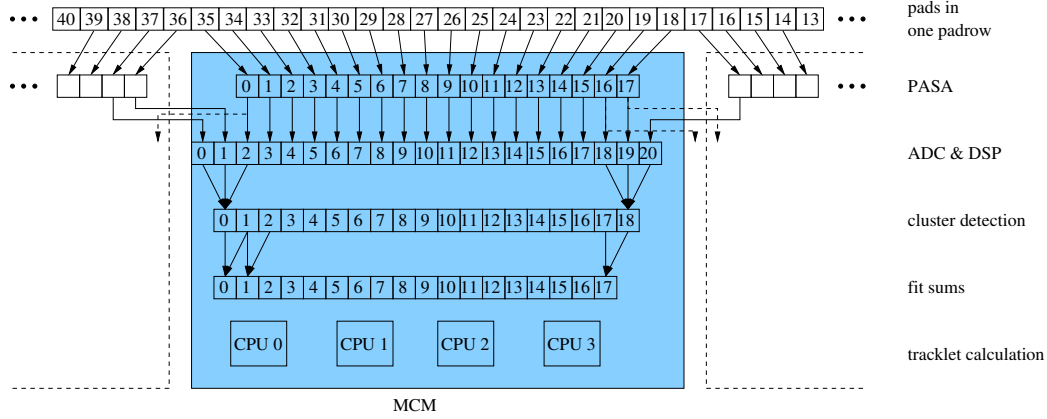 pads in
••• 40 39 38 37 36 35 34 33 32 31 30 29 28 27 26 25 24 23 22 21 20 19 18 17 16 15 14 13 •••
one padrow
••• 0 1 2 3 4 5 6 7 8 9 10 11 12 13 14 15 16 17 ••• PASA
0 1 2 3 4 5 6 7 8 9 10 11 12 13 14 15 16 17 18 19 20 ADC & DSP
0 1 2 3 4 5 6 7 8 9 10 11 12 13 14 15 16 17 18 cluster detection
0 1 2 3 4 5 6 7 8 9 10 11 12 13 14 15 16 17 fit sums
CPU 0 CPU 1 CPU 2 CPU 3
tracklet calculation
MCM